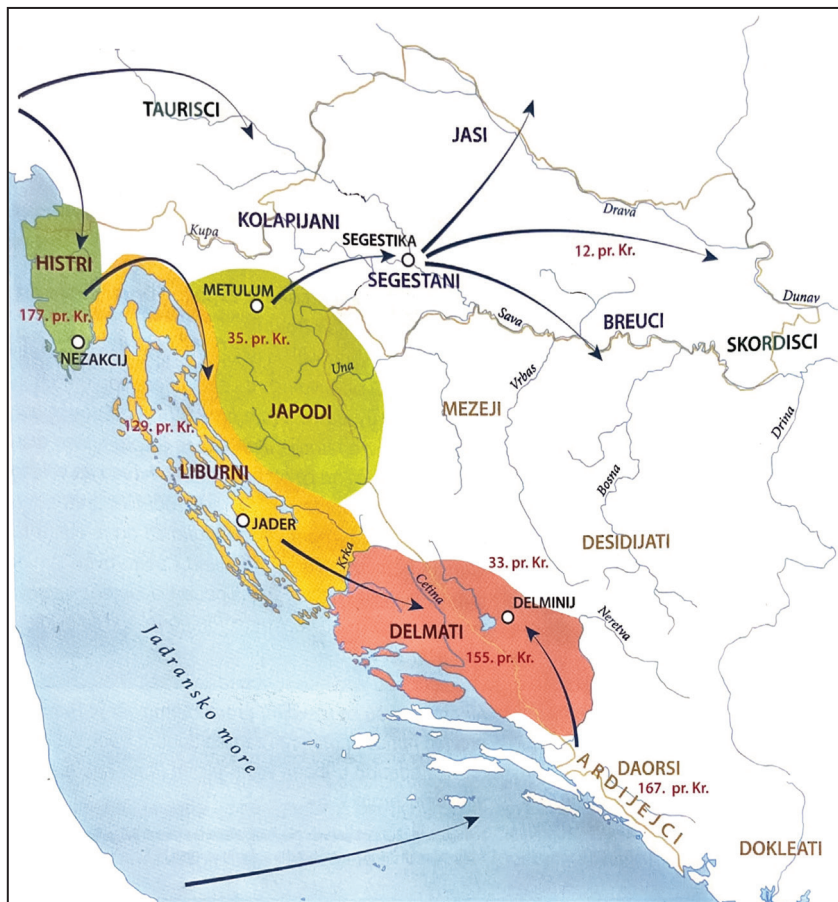 TAURISCI
JASI
Drava
KOLAPIJANI
Kupa
SEGESTIKA
SEGESTANI
12. pr. Kr.
HISTRI
METULUM
Dunav
177. pr. Kr.
Sava
BREUCI
NEZAKCIJ
35. pr. Kr.
SKORDISCI
Una
Vrbas
JAPODI
MEZEJI
Drina
129. pr. Kr.
LIBURNI
Bosna
JADER
DESIDIJATI
Krka
33. pr. Kr.
Cetina
DELMINIJ
Neretva
DELMATI
155. pr. Kr.
Jadransko more
DAORSI
167. pr. Kr.
ARDIJEJCI
DOKLEATI